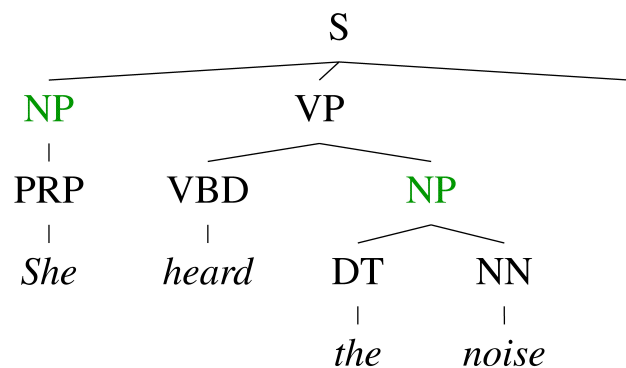 S
NP VP
PRP VBD NP
She heard DT NN
the noise